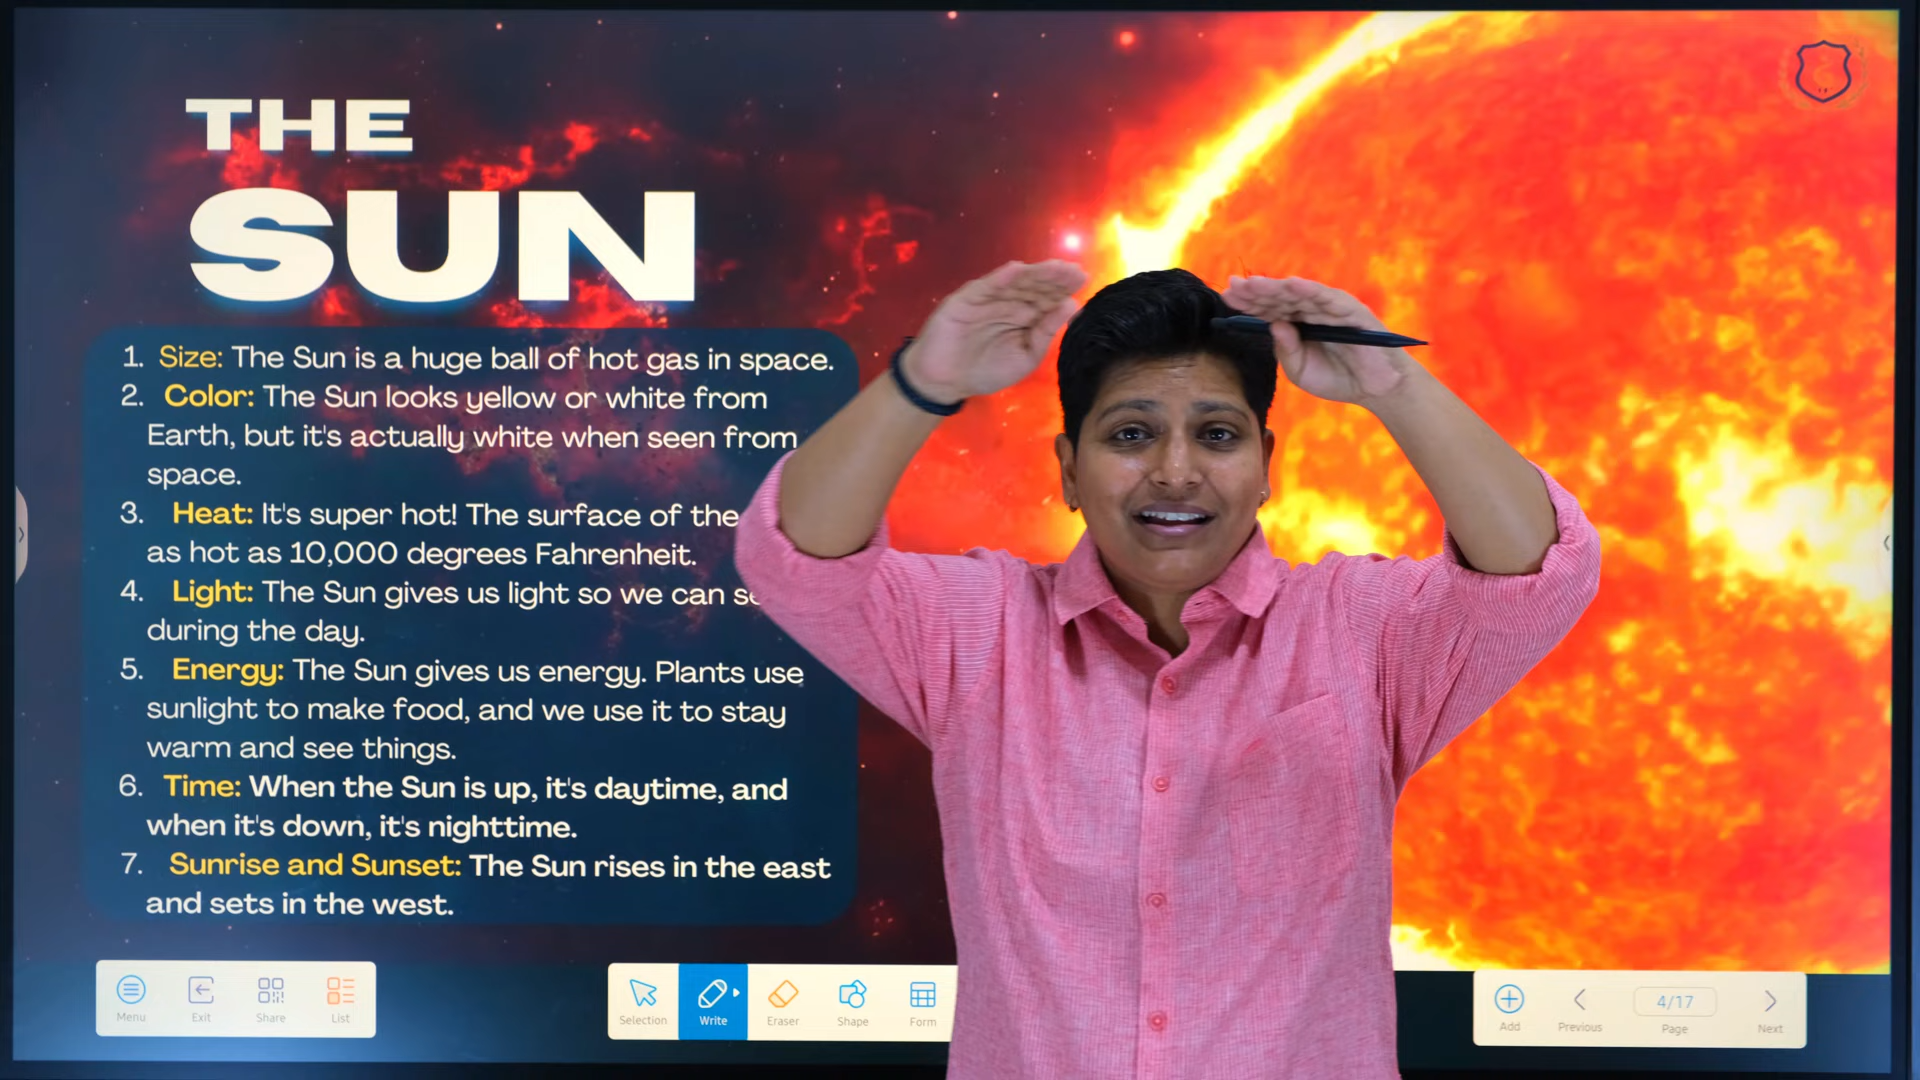 THE
SUN
1. Size: The Sun is a huge ball of hot gas in space.
2. Color: The Sun looks yellow or white from
Earth, but it's actually white when seen from
space.
3. Heat: It's super hot! The surface of the
as hot as 10,000 degrees Fahrenheit.
4. Light: The Sun gives us light so we can
during the day.
5. Energy: The Sun gives us energy. Plants use
sunlight to make food, and we use it to stay
warm and see things.
6. Time: When the Sun is up, it's daytime, and
when it's down, it's nighttime.
7. Sunrise and Sunset: The Sun rises in the east
and sets in the west.
Menu Exit Share List
Selection Write Eraser Shape Form
Add Previous 4/17 Page Next